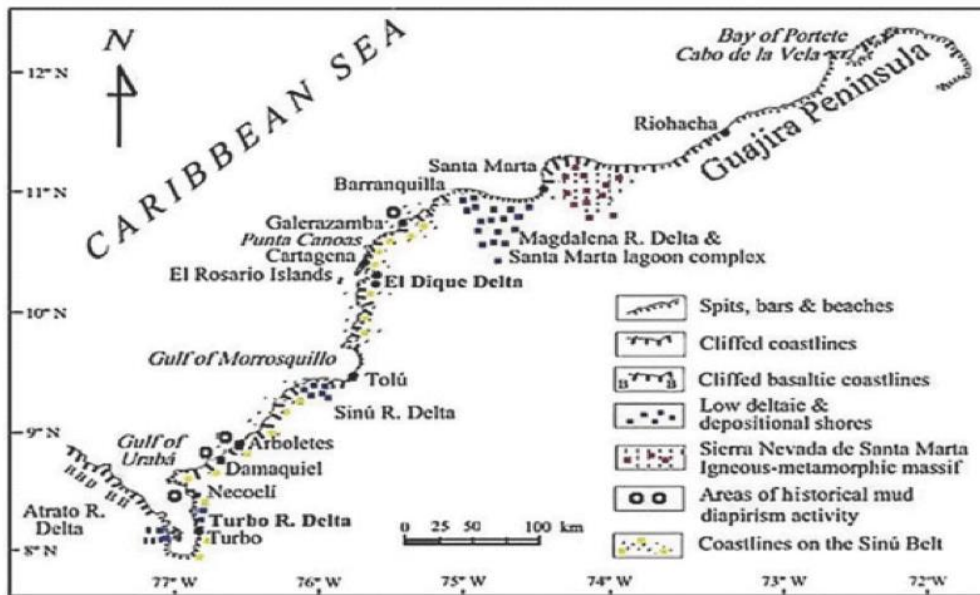 N
CARIBBEAN SEA
Bay of Portete
Cabo de la Vela
12° N
Guajira Peninsula
Riohacha
Santa Marta
Barranquilla
11° N
Galerazamba
Punta Canoas
Cartagena
El Rosario Islands
Magdalena R. Delta &
Santa Marta lagoon complex
El Dique Delta
10° N
Gulf of Morrosquillo
Tolú
Sinú R. Delta
9° N
Gulf of
Urabá
Arboletes
Damaquiel
Necoclí
Atrato R.
Delta
Turbo R. Delta
Turbo
8° N
0 25 50 100 km
Spits, bars & beaches
Cliffed coastlines
B B
Cliffed basaltic coastlines
Low deltaic &
depositional shores
Sierra Nevada de Santa Marta
Igneous-metamorphic massif
Areas of historical mud
diapirism activity
Coastlines on the Sinú Belt
77° W 76° W 75° W 74° W 73° W 72° W